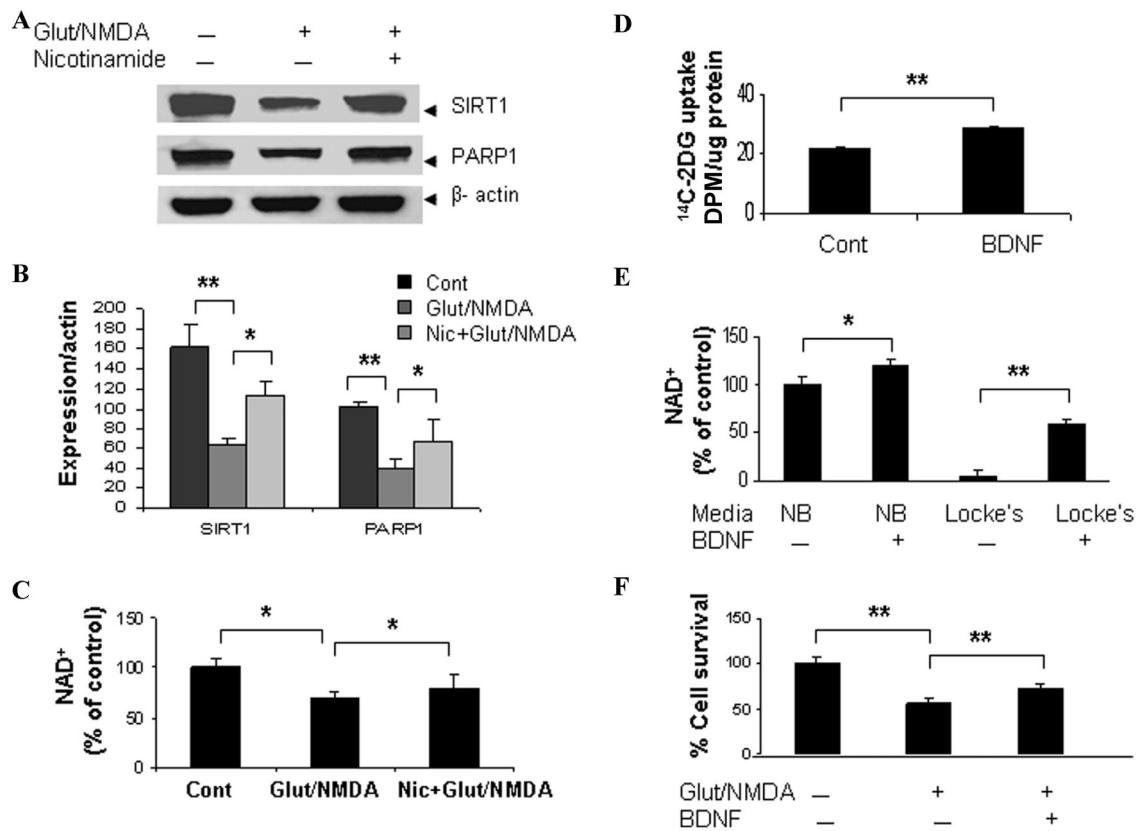 A
Glut/NMDA — + +
Nicotinamide — — +
SIRT1
PARP1
β- actin
B
Cont
Glut/NMDA
Nic+Glut/NMDA
Expression/actin
200
180
160
140
120
100
80
60
40
20
0
** * ** *
SIRT1 PARP1
C
NAD⁺
(% of control)
150
100
50
0
* *
Cont Glut/NMDA Nic+Glut/NMDA
D
¹⁴C-2DG uptake
DPM/ug protein
40
20
0
**
Cont BDNF
E
NAD⁺
(% of control)
150
100
50
0
* **
Media NB NB Locke's Locke's
BDNF — + — +
F
% Cell survival
150
100
50
0
** **
Glut/NMDA — + +
BDNF — — +